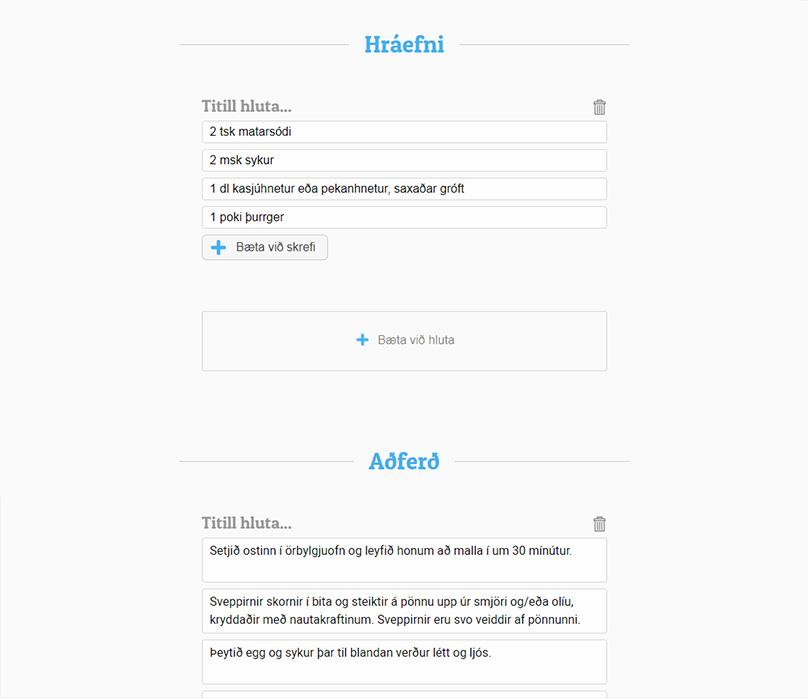 Hráefni
Titill hluta...
2 tsk matarsódi
2 msk sykur
1 dl kasjúhnetur eða pekanhnetur, saxaðar gróft
1 poki þurrger
Bæta við skrefi
Bæta við hluta
Aðferð
Titill hluta...
Setjið ostinn í örbylgjuofn og leyfið honum að malla í um 30 mínútur.
Sveppirnir skornir í bita og steiktir á pönnu upp úr smjöri og/eða olíu,
kryddaðir með nautakraftinum. Sveppirnir eru svo veiddir af pönnunni.
Þeytið egg og sykur þar til blandan verður létt og ljós.